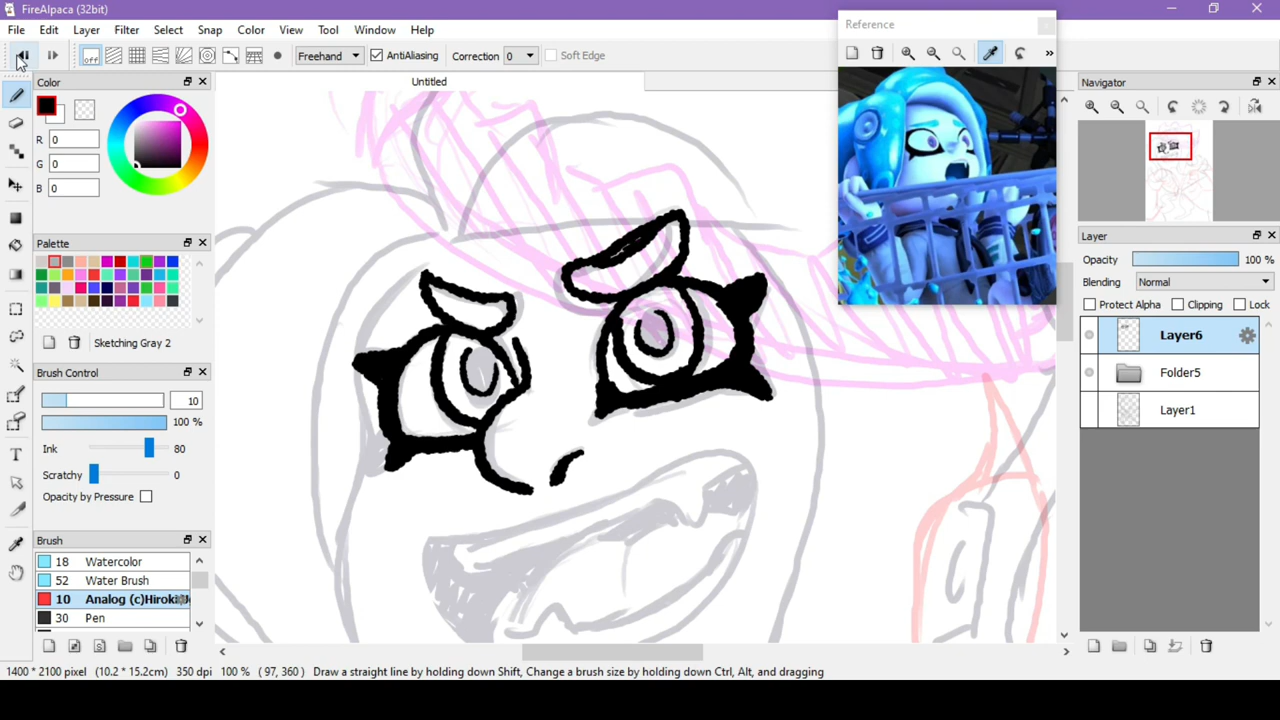 FireAlpaca (32bit)
File Edit Layer Filter Select Snap Color View Tools Window Help
off Freehand AntiAliasing Correction 0 Soft Edge
Reference
»
Color
R 0
G 0
B 0
Palette
Sketching Gray 2
Brush Control
10
100 %
Ink 80
Scratchy 0
Opacity by Pressure
Brush
18 Watercolor
52 Water Brush
10 Analog (c)Hiroki
30 Pen
Untitled
Navigator
Layer
Opacity 100 %
Blending Normal
Protect Alpha Clipping Lock
Layer6
Folder5
Layer1
1400 * 2100 pixel (10.2 * 15.2cm) 350 dpi 100 % ( 97, 360 ) Draw a straight line by holding down Shift, Change a brush size by holding down Ctrl, Alt, and dragging